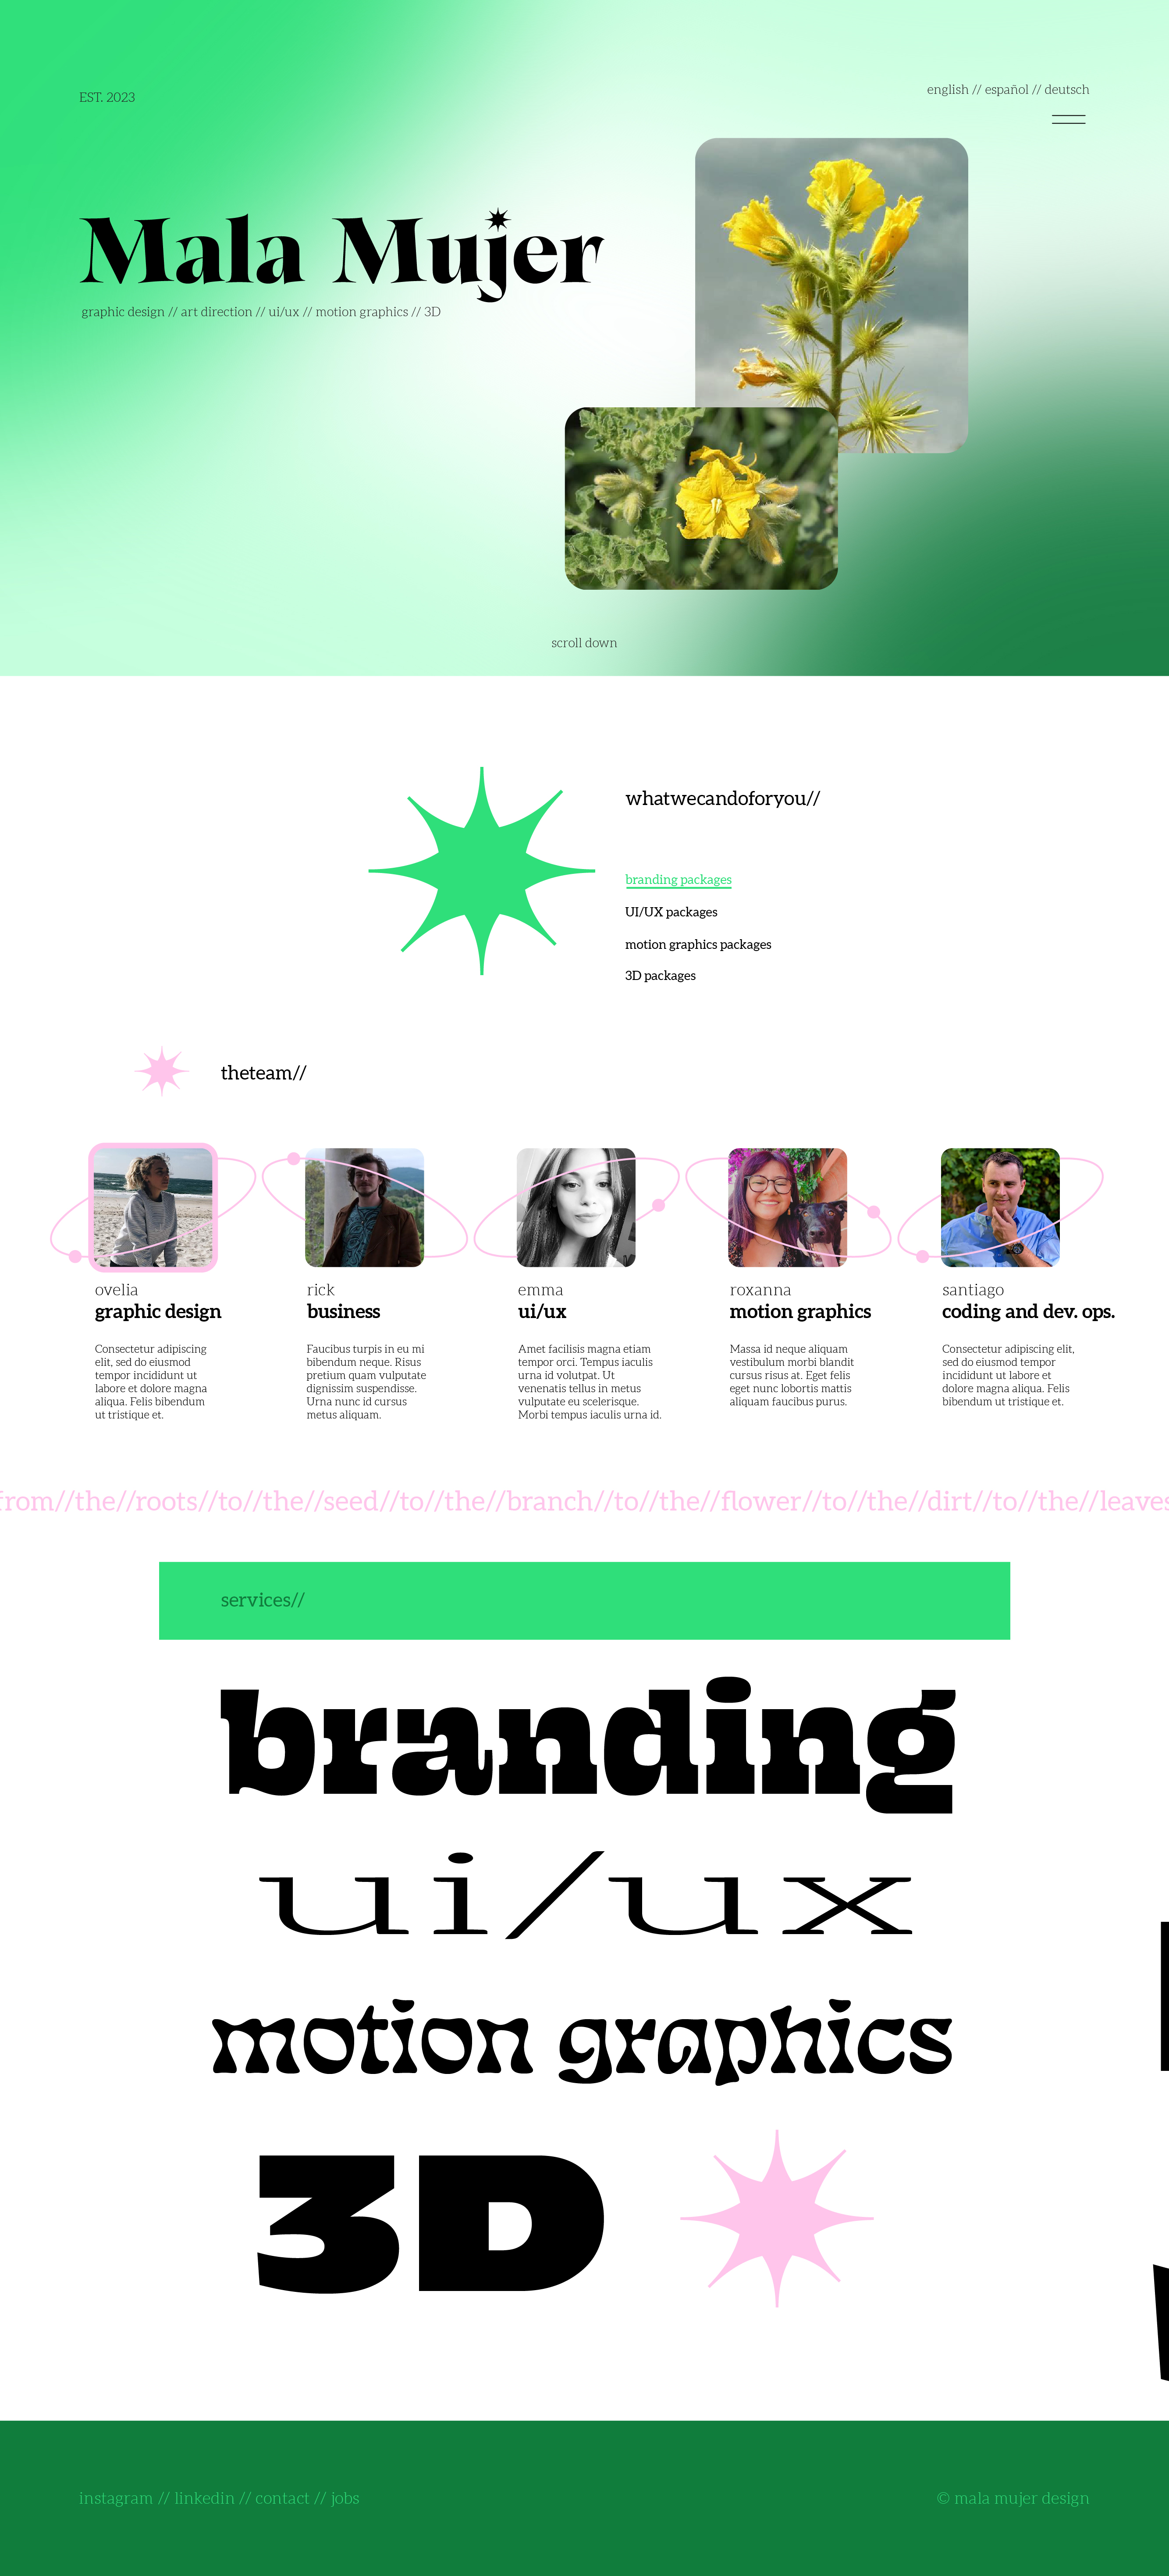 EST. 2023
english // español // deutsch
Mala Mujer
graphic design // art direction // ui/ux // motion graphics // 3D
scroll down
whatwecandoforyou//
branding packages
UI/UX packages
motion graphics packages
3D packages
theteam//
ovelia
graphic design
Consectetur adipiscing
elit, sed do eiusmod
tempor incididunt ut
labore et dolore magna
aliqua. Felis bibendum
ut tristique et.
rick
business
Faucibus turpis in eu mi
bibendum neque. Risus
pretium quam vulputate
dignissim suspendisse.
Urna nunc id cursus
metus aliquam.
emma
ui/ux
Amet facilisis magna etiam
tempor orci. Tempus iaculis
urna id volutpat. Ut
venenatis tellus in metus
vulputate eu scelerisque.
Morbi tempus iaculis urna id.
roxanna
motion graphics
Massa id neque aliquam
vestibulum morbi blandit
cursus risus at. Eget felis
eget nunc lobortis mattis
aliquam faucibus purus.
santiago
coding and dev. ops.
Consectetur adipiscing elit,
sed do eiusmod tempor
incididunt ut labore et
dolore magna aliqua. Felis
bibendum ut tristique et.
from//the//roots//to//the//seed//to//the//branch//to//the//flower//to//the//dirt//to//the//leaves
services//
branding
ui/ux
motion graphics
3D
instagram // linkedin // contact // jobs
© mala mujer design